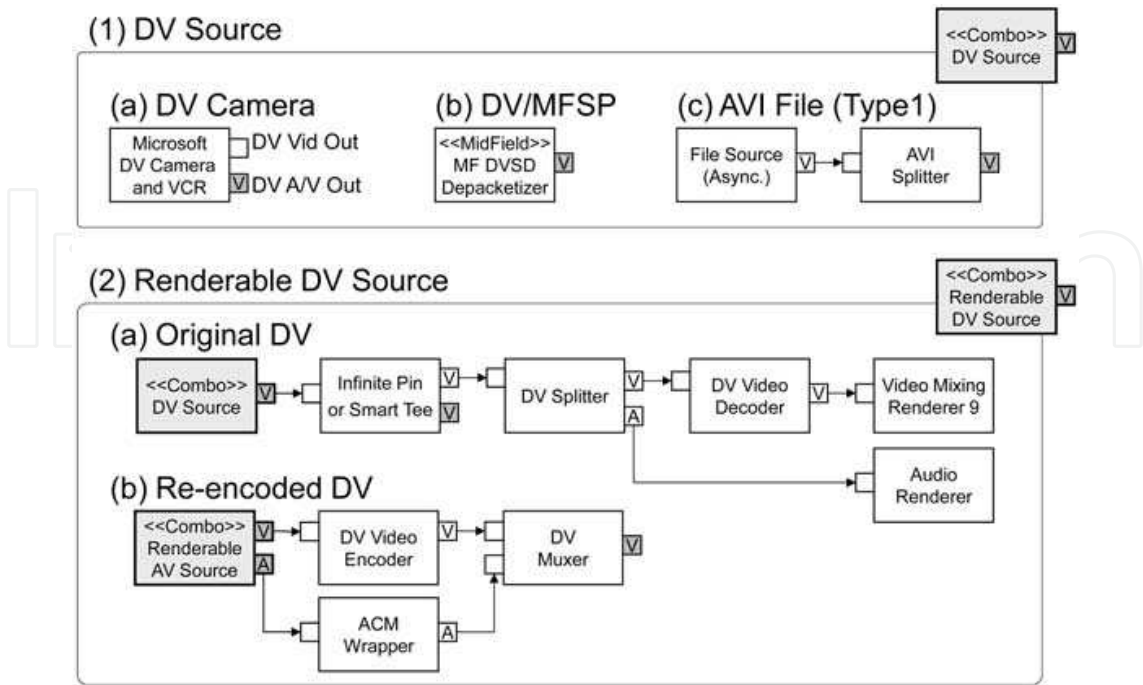 (1) DV Source
<<Combo>>
DV Source
V
(a) DV Camera
Microsoft
DV Camera
and VCR
DV Vid Out
V
DV A/V Out
(b) DV/MFSP
<<MidField>>
MF DVSD
Depacketizer
V
(c) AVI File (Type1)
File Source
(Async.)
V
AVI
Splitter
V
(2) Renderable DV Source
<<Combo>>
Renderable
DV Source
V
(a) Original DV
<<Combo>>
DV Source
V
Infinite Pin
or Smart Tee
V
V
DV Splitter
V
A
DV Video
Decoder
V
Video Mixing
Renderer 9
Audio
Renderer
(b) Re-encoded DV
<<Combo>>
Renderable
AV Source
V
A
DV Video
Encoder
V
DV
Muxer
V
ACM
Wrapper
A